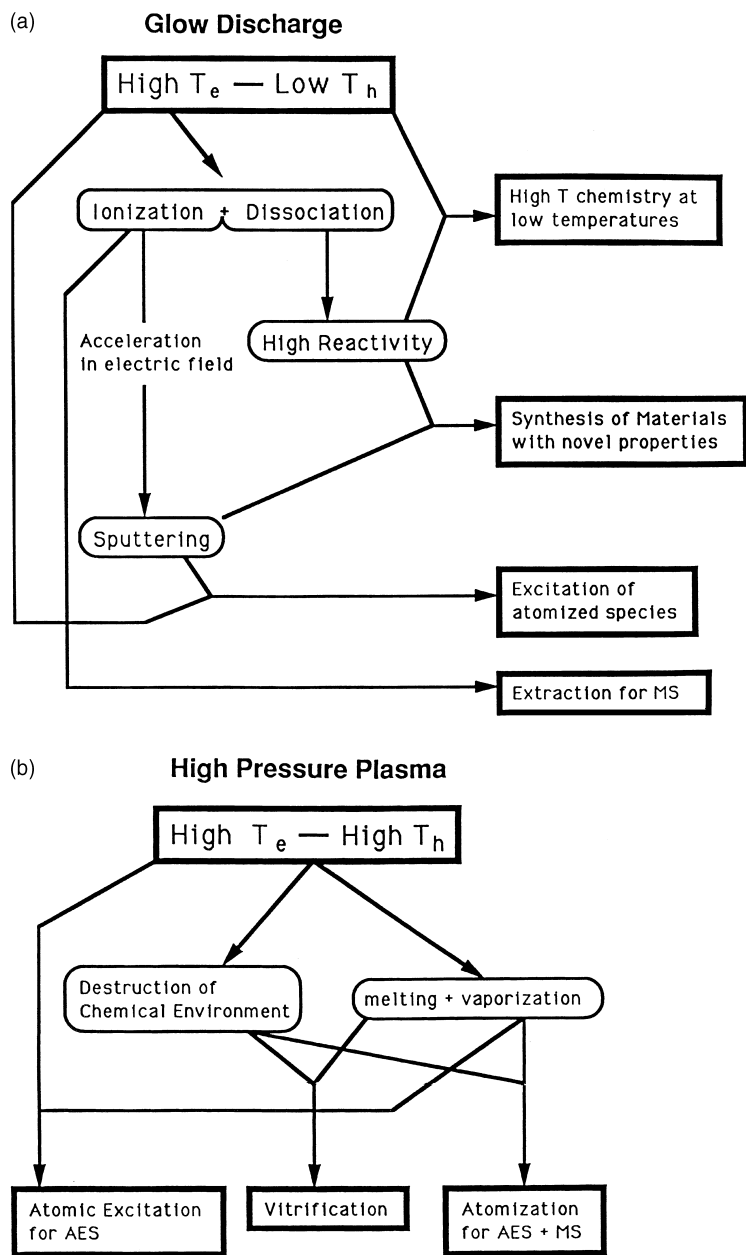 (a)
Glow Discharge
High Te — Low Th
Ionization + Dissociation
High T chemistry at
low temperatures
Acceleration
in electric field
High Reactivity
Synthesis of Materials
with novel properties
Sputtering
Excitation of
atomized species
Extraction for MS
(b)
High Pressure Plasma
High Te — High Th
Destruction of
Chemical Environment
melting + vaporization
Atomic Excitation
for AES
Vitrification
Atomization
for AES + MS